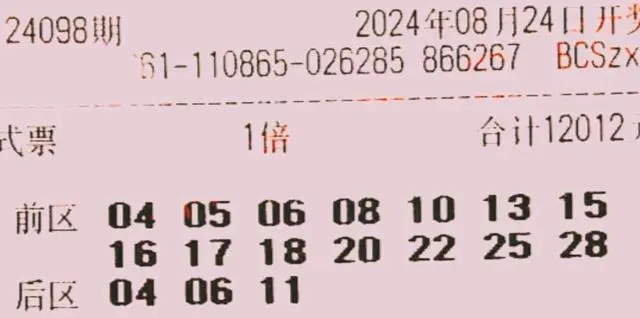 24098期 2024年08月24日开奖
61-110865-026285 866267 BCSzx
式票 1倍 合计12012元
前区 04 05 06 08 10 13 15
16 17 18 20 22 25 28
后区 04 06 11